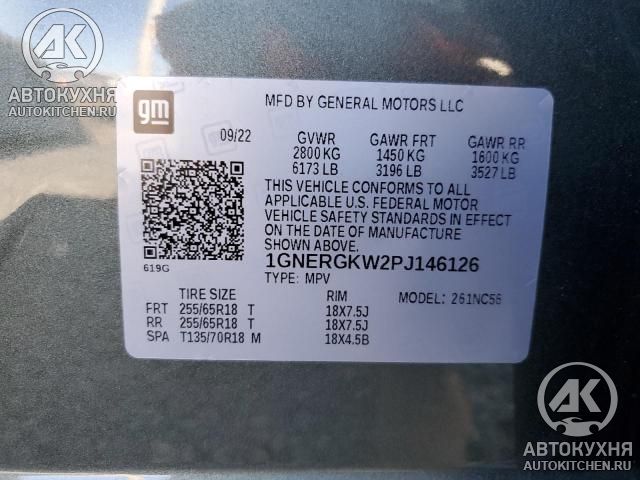 АК
АВТОКУХНЯ
AUTOKITCHEN.RU
gm
MFD BY GENERAL MOTORS LLC
09/22 GVWR GAWR FRT GAWR RR
2800 KG 1450 KG 1600 KG
6173 LB 3196 LB 3527 LB
THIS VEHICLE CONFORMS TO ALL
APPLICABLE U.S. FEDERAL MOTOR
VEHICLE SAFETY STANDARDS IN EFFECT
ON THE DATE OF MANUFACTURE
SHOWN ABOVE.
619G
1GNERGKW2PJ146126
TYPE: MPV
TIRE SIZE RIM MODEL: 261NC56
FRT 255/65R18 T 18X7.5J
RR 255/65R18 T 18X7.5J
SPA T135/70R18 M 18X4.5B
АК
АВТОКУХНЯ
AUTOKITCHEN.RU